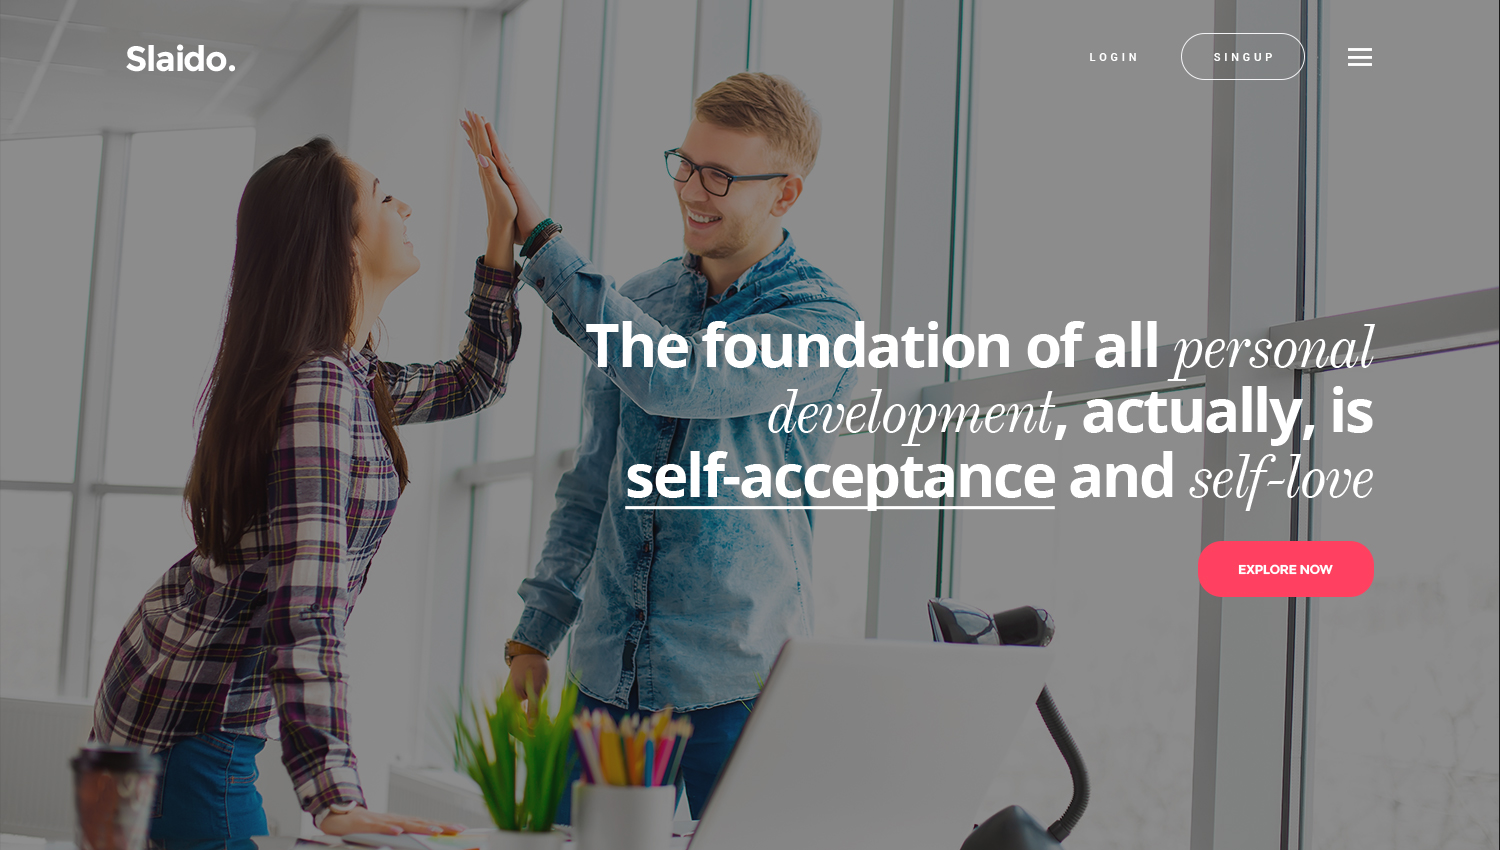 Slaido.
LOGIN
SINGUP
The foundation of all personal
development, actually, is
self-acceptance and self-love
EXPLORE NOW